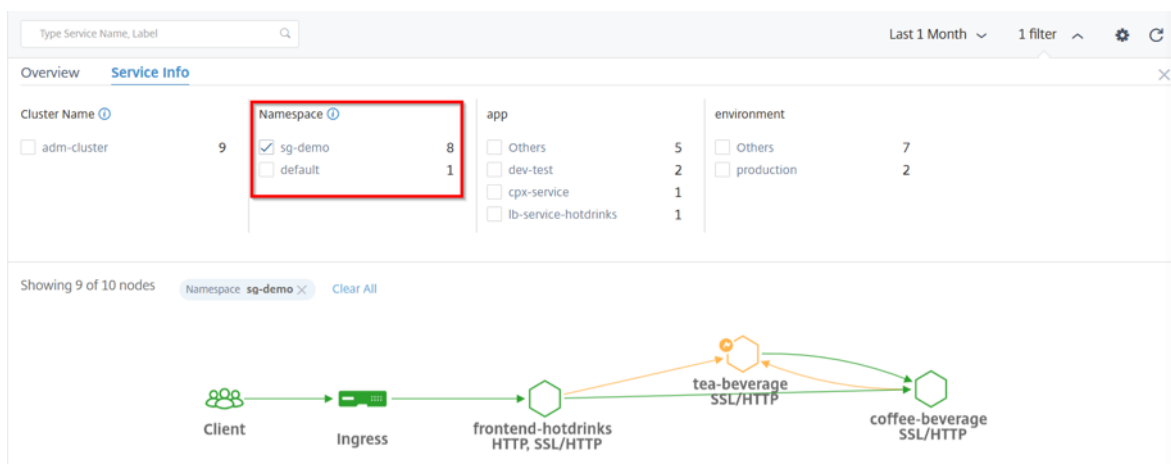 Type Service Name, Label
Last 1 Month
1 filter
Overview
Service Info
Cluster Name
adm-cluster 9
Namespace
sg-demo 8
default 1
app
Others 5
dev-test 2
cpx-service 1
lb-service-hotdrinks 1
environment
Others 7
production 2
Showing 9 of 10 nodes
Namespace sg-demo
Clear All
Client
Ingress
frontend-hotdrinks
HTTP, SSL/HTTP
tea-beverage
SSL/HTTP
coffee-beverage
SSL/HTTP